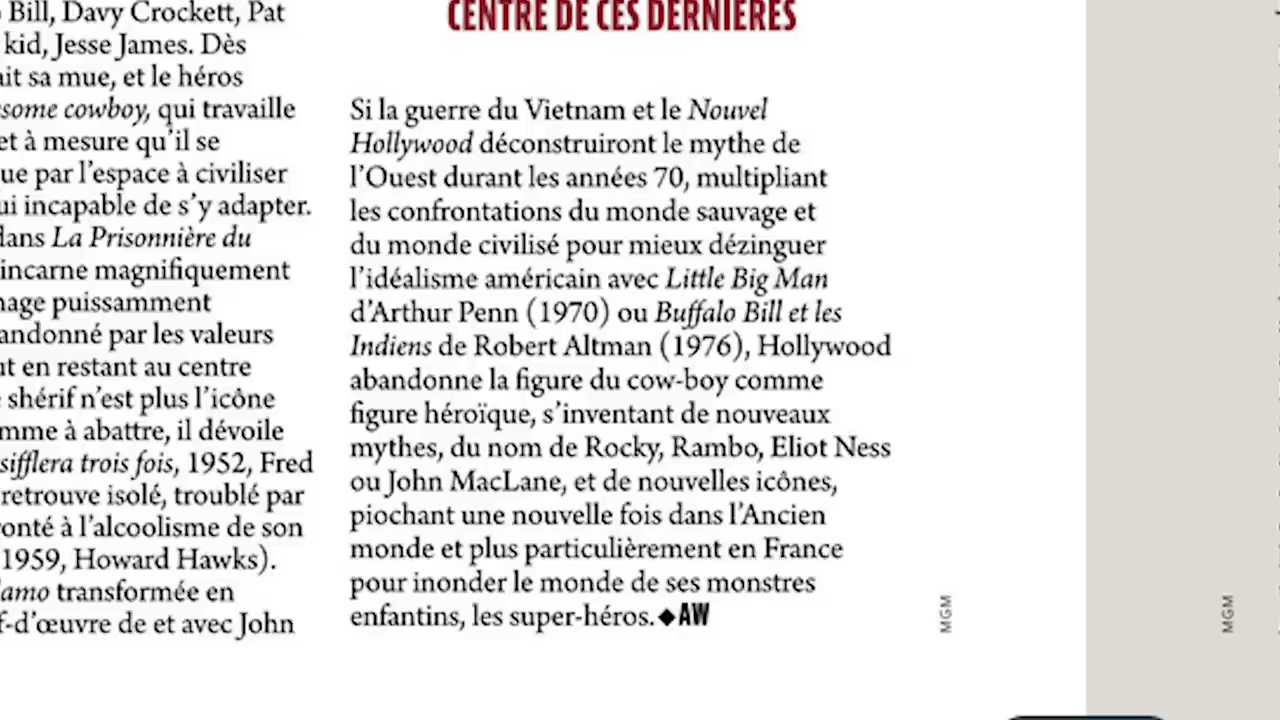 Bill, Davy Crockett, Pat
kid, Jesse James. Dès
sa mue, et le héros
cowboy, qui travaille
et à mesure qu'il se
par l'espace à civiliser
incapable de s'y adapter.
dans La Prisonnière du
incarne magnifiquement
puissamment
par les valeurs
en restant au centre
shérif n'est plus l'icône
à abattre, il dévoile
sifflera trois fois, 1952, Fred
retrouve isolé, troublé par
à l'alcoolisme de son
1959, Howard Hawks).
transformée en
de et avec John
CENTRE DE CES DERNIÈRES
Si la guerre du Vietnam et le Nouvel
Hollywood déconstruiront le mythe de
l'Ouest durant les années 70, multipliant
les confrontations du monde sauvage et
du monde civilisé pour mieux dézinguer
l'idéalisme américain avec Little Big Man
d'Arthur Penn (1970) ou Buffalo Bill et les
Indiens de Robert Altman (1976), Hollywood
abandonne la figure du cow-boy comme
figure héroïque, s'inventant de nouveaux
mythes, du nom de Rocky, Rambo, Eliot Ness
ou John MacLane, et de nouvelles icônes,
piochant une nouvelle fois dans l'Ancien
monde et plus particulièrement en France
pour inonder le monde de ses monstres
enfantins, les super-héros.◆AW
MGM
MGM